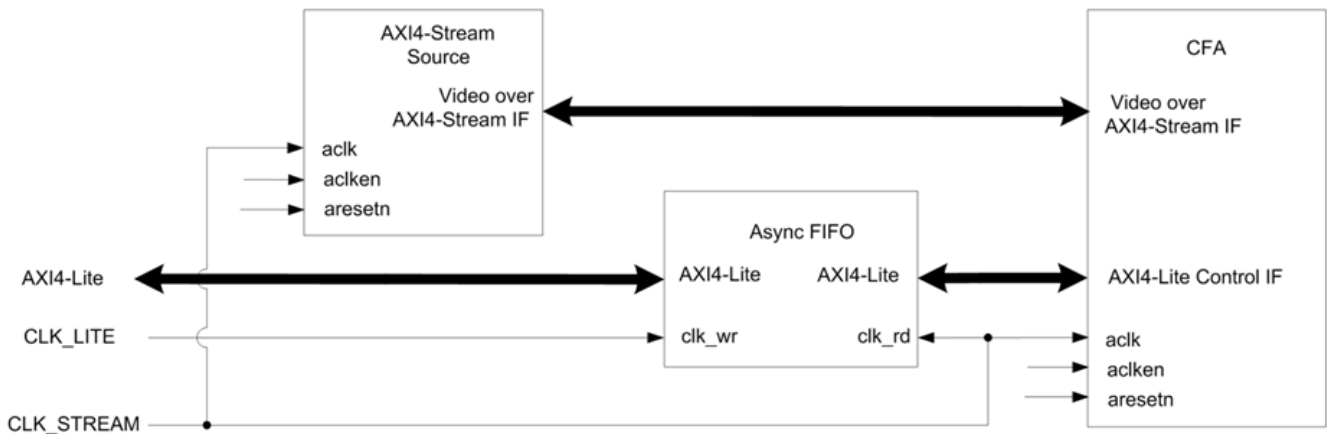 AXI4-Stream
Source
Video over
AXI4-Stream IF
aclk
aclken
aresetn
CFA
Video over
AXI4-Stream IF
Async FIFO
AXI4-Lite
AXI4-Lite
AXI4-Lite
AXI4-Lite Control IF
CLK_LITE
clk_wr
clk_rd
aclk
aclken
aresetn
CLK_STREAM